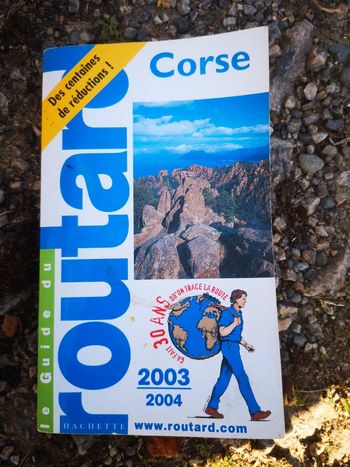 Des centaines
de réductions !
Corse
le Guide du
routard
ÇA FAIT 30 ANS QU'ON TRACE LA ROUTE
2003
2004
HACHETTE
www.routard.com